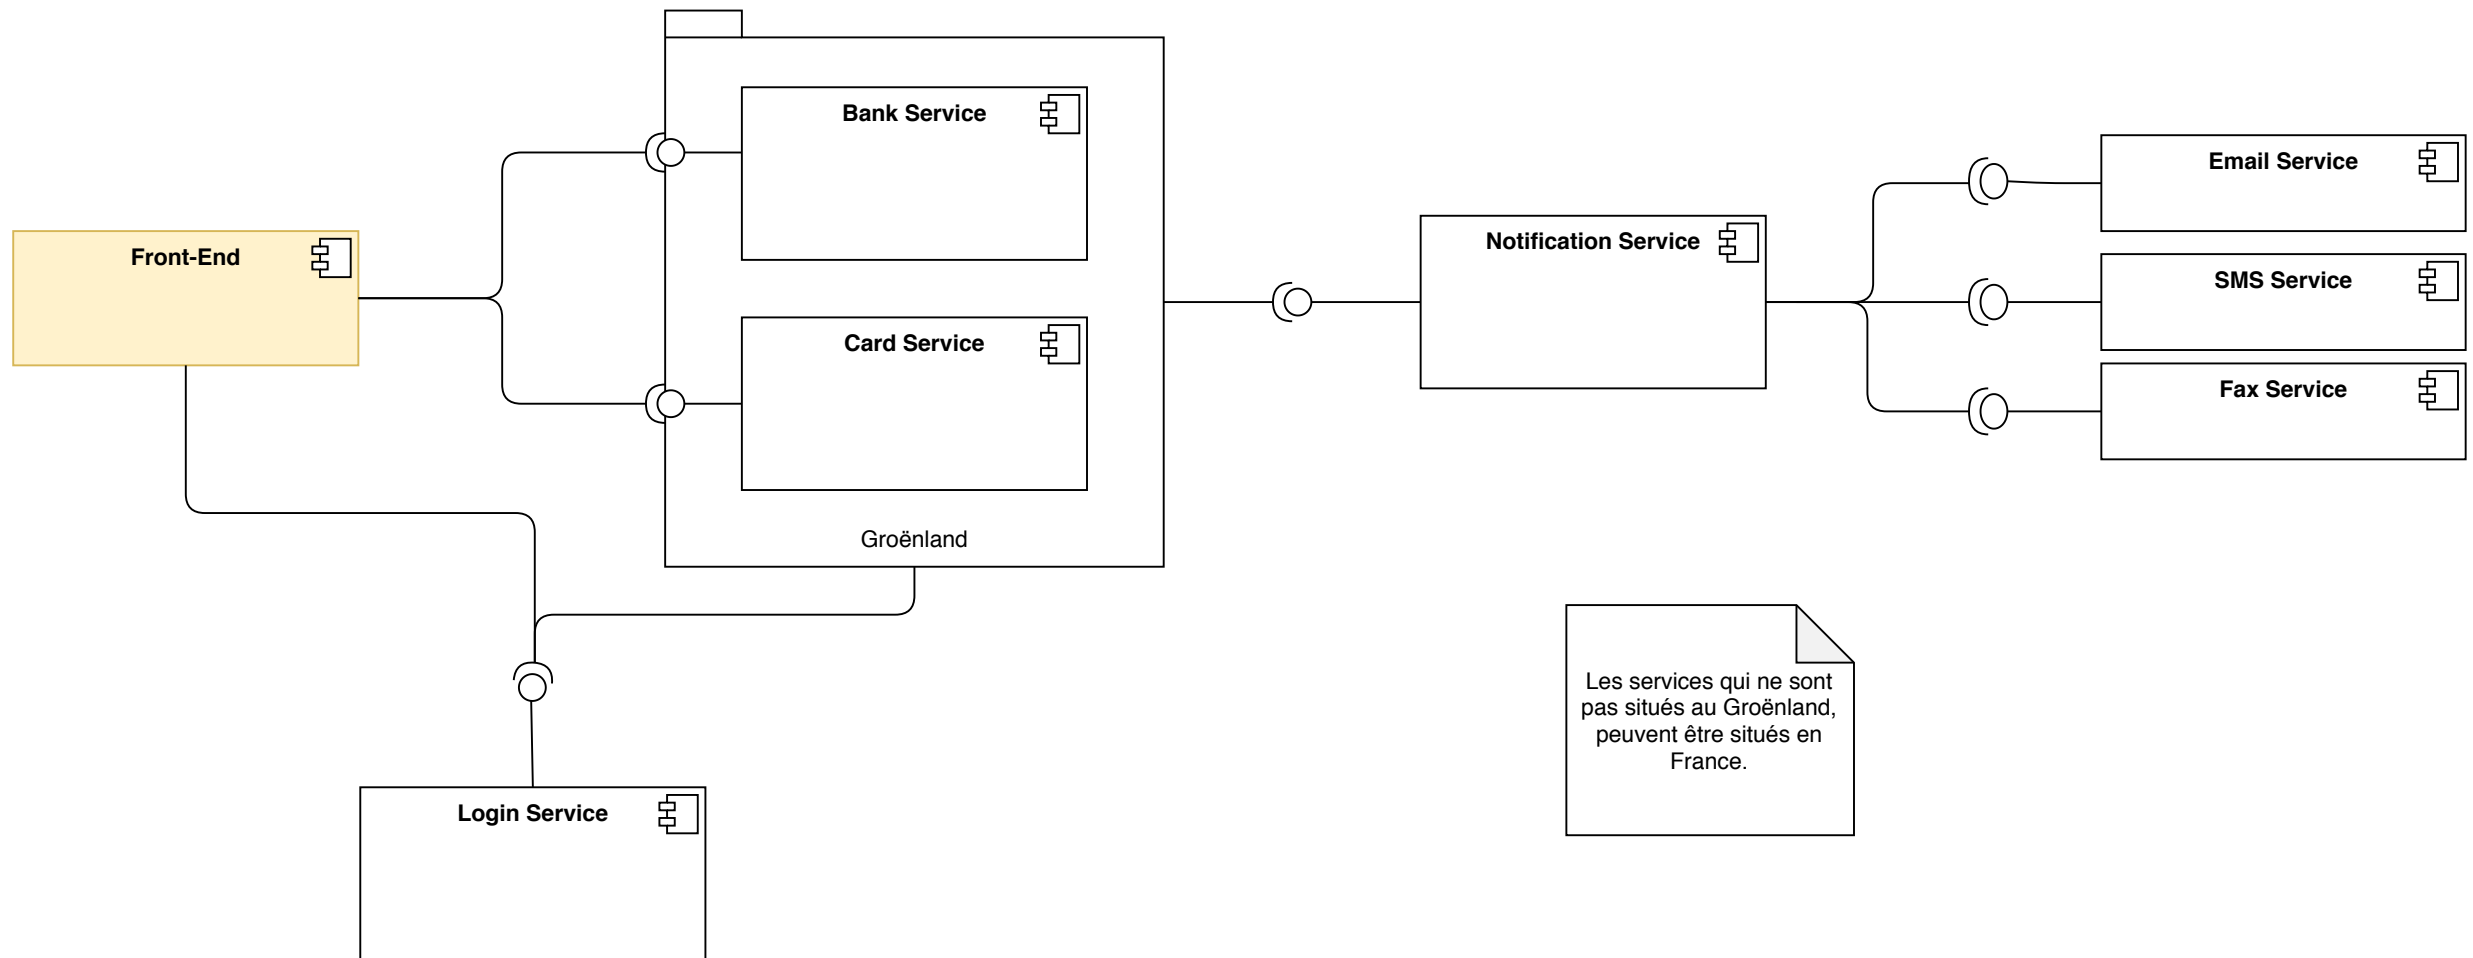 Bank Service
Email Service
Front-End
Notification Service
SMS Service
Card Service
Fax Service
Groënland
Les services qui ne sont
pas situés au Groënland,
peuvent être situés en
France.
Login Service